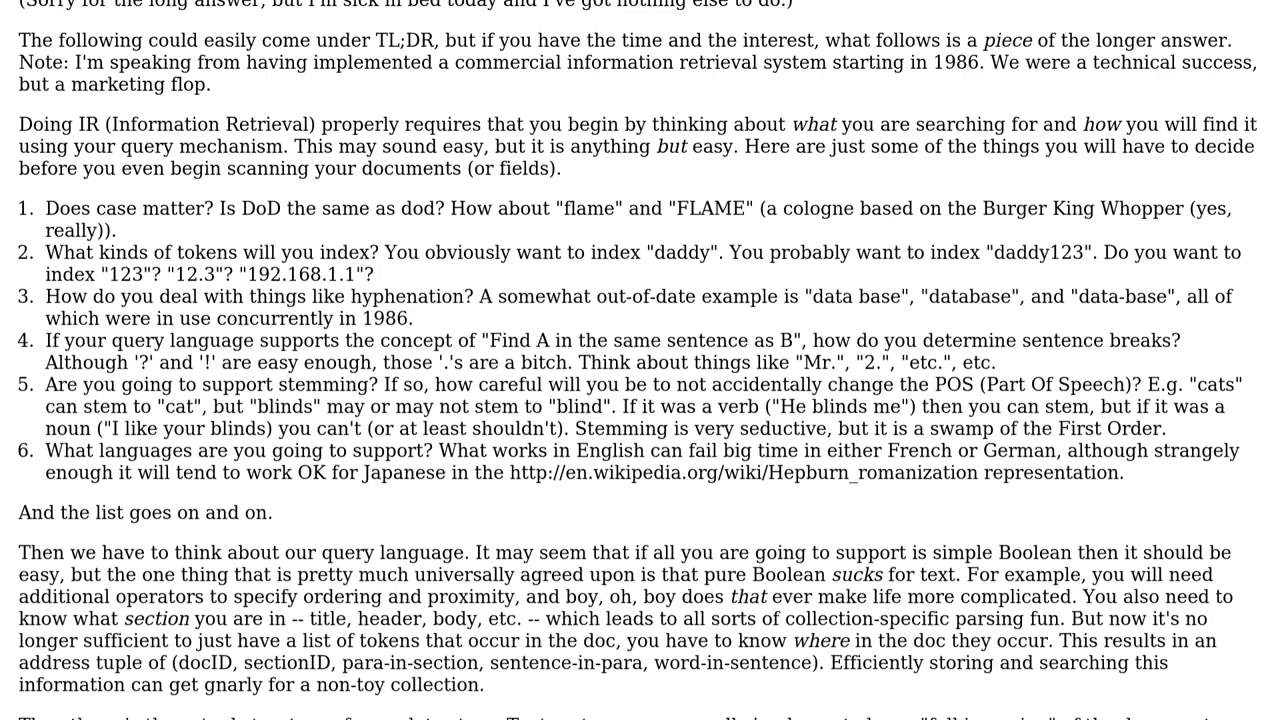 (Sorry for the long answer, but I'm sick in bed today and I've got nothing else to do.)
The following could easily come under TL;DR, but if you have the time and the interest, what follows is a piece of the longer answer.
Note: I'm speaking from having implemented a commercial information retrieval system starting in 1986. We were a technical success,
but a marketing flop.
Doing IR (Information Retrieval) properly requires that you begin by thinking about what you are searching for and how you will find it
using your query mechanism. This may sound easy, but it is anything but easy. Here are just some of the things you will have to decide
before you even begin scanning your documents (or fields).
1. Does case matter? Is DoD the same as dod? How about "flame" and "FLAME" (a cologne based on the Burger King Whopper (yes,
really)).
2. What kinds of tokens will you index? You obviously want to index "daddy". You probably want to index "daddy123". Do you want to
index "123"? "12.3"? "192.168.1.1"?
3. How do you deal with things like hyphenation? A somewhat out-of-date example is "data base", "database", and "data-base", all of
which were in use concurrently in 1986.
4. If your query language supports the concept of "Find A in the same sentence as B", how do you determine sentence breaks?
Although '?' and '!' are easy enough, those '.'s are a bitch. Think about things like "Mr.", "2.", "etc.", etc.
5. Are you going to support stemming? If so, how careful will you be to not accidentally change the POS (Part Of Speech)? E.g. "cats"
can stem to "cat", but "blinds" may or may not stem to "blind". If it was a verb ("He blinds me") then you can stem, but if it was a
noun ("I like your blinds) you can't (or at least shouldn't). Stemming is very seductive, but it is a swamp of the First Order.
6. What languages are you going to support? What works in English can fail big time in either French or German, although strangely
enough it will tend to work OK for Japanese in the http://en.wikipedia.org/wiki/Hepburn_romanization representation.
And the list goes on and on.
Then we have to think about our query language. It may seem that if all you are going to support is simple Boolean then it should be
easy, but the one thing that is pretty much universally agreed upon is that pure Boolean sucks for text. For example, you will need
additional operators to specify ordering and proximity, and boy, oh, boy does that ever make life more complicated. You also need to
know what section you are in -- title, header, body, etc. -- which leads to all sorts of collection-specific parsing fun. But now it's no
longer sufficient to just have a list of tokens that occur in the doc, you have to know where in the doc they occur. This results in an
address tuple of (docID, sectionID, para-in-section, sentence-in-para, word-in-sentence). Efficiently storing and searching this
information can get gnarly for a non-toy collection.